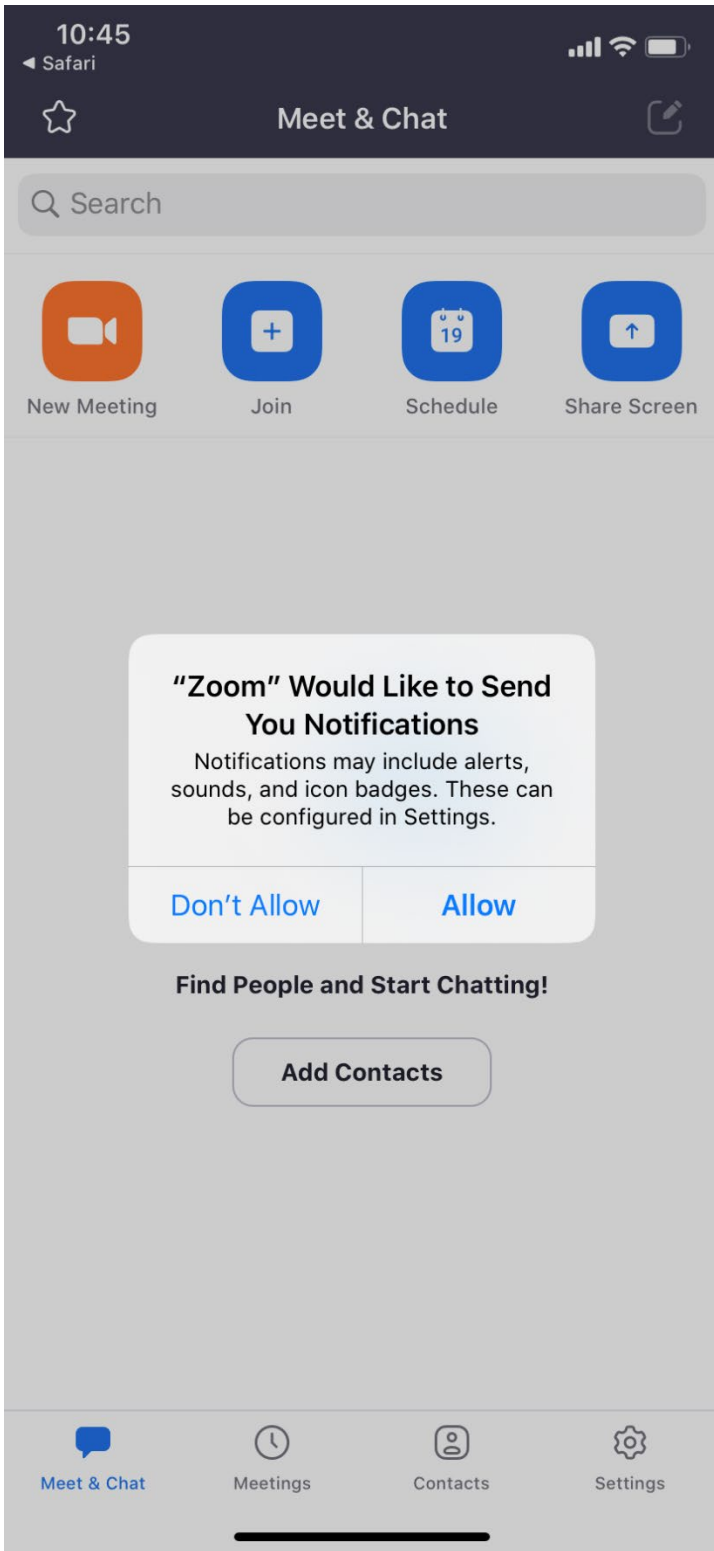 10:45
◀ Safari
Meet & Chat
Search
New Meeting
Join
19
Schedule
Share Screen
“Zoom” Would Like to Send
You Notifications
Notifications may include alerts,
sounds, and icon badges. These can
be configured in Settings.
Don’t Allow
Allow
Find People and Start Chatting!
Add Contacts
Meet & Chat
Meetings
Contacts
Settings